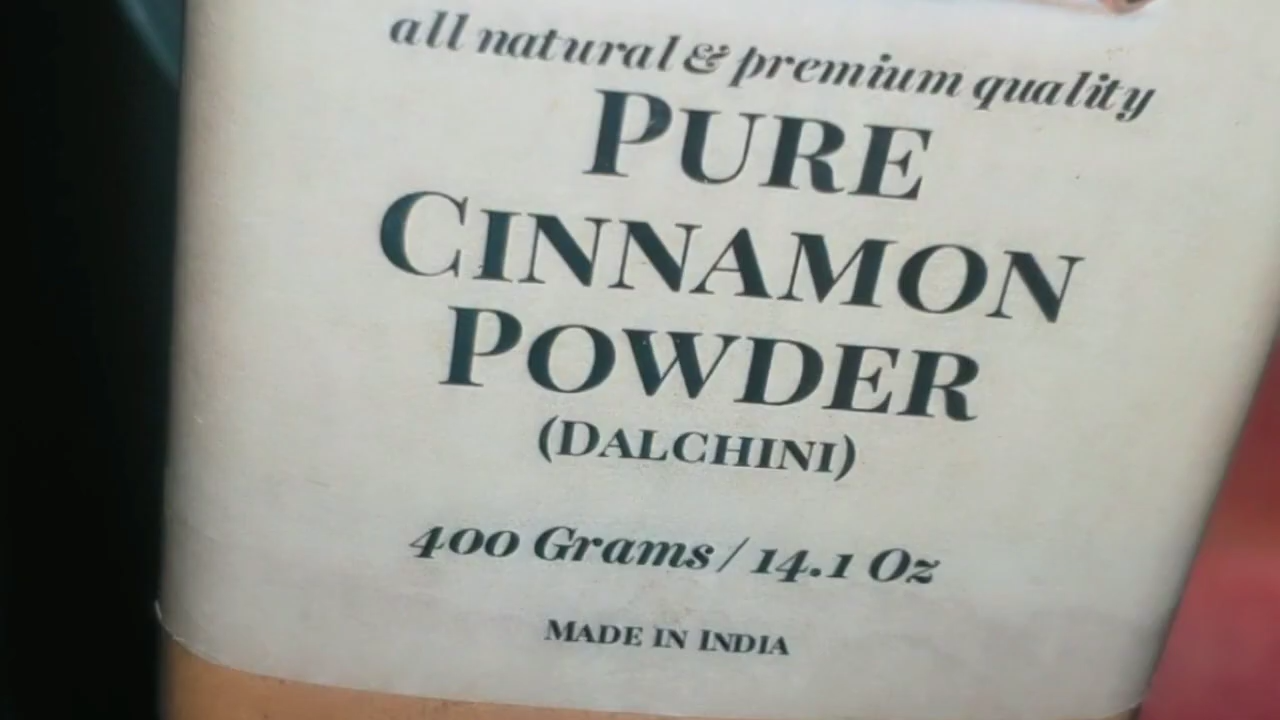 all natural & premium quality
PURE
CINNAMON
POWDER
(DALCHINI)
400 Grams / 14.1 Oz
MADE IN INDIA